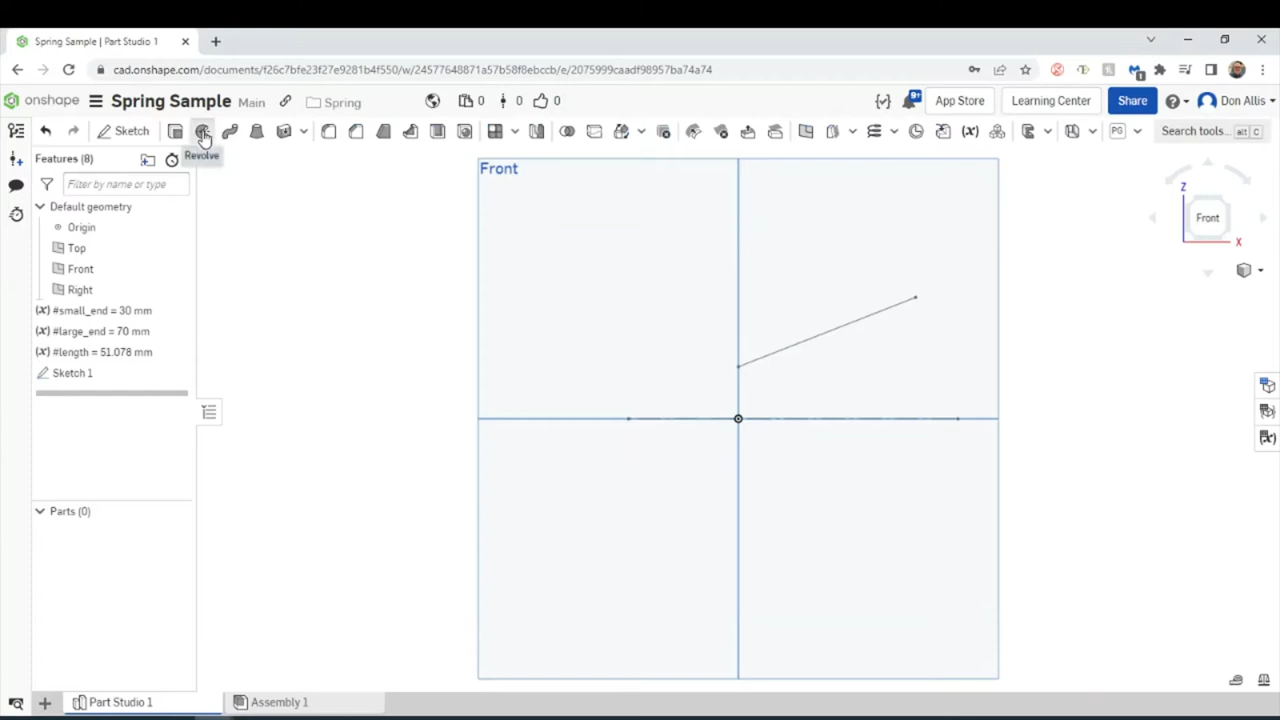 Spring Sample | Part Studio 1
cad.onshape.com/documents/f26c7bfe23f27e9281b4f550/w/24577648871a57b58f8ebccb/e/2075999caadf98957ba74a74
1
onshape
Spring Sample
Main
Spring
0
0
0
9+
App Store
Learning Center
Share
Don Allis
Sketch
(x)
PG
Search tools...
alt C
Features (8)
Revolve
Filter by name or type
Default geometry
Origin
Top
Front
Right
(x) #small_end = 30 mm
(x) #large_end = 70 mm
(x) #length = 51.078 mm
Sketch 1
Parts (0)
Front
Z
Front
X
(x)
Part Studio 1
Assembly 1